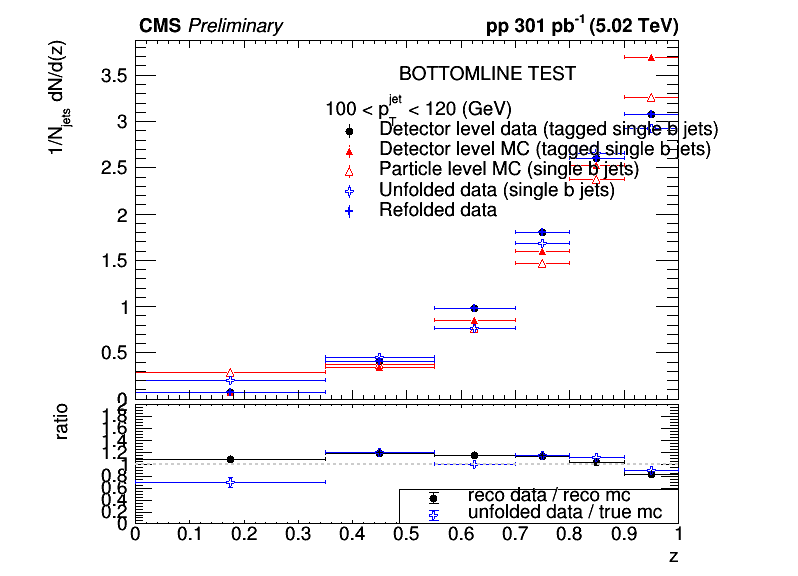 CMS Preliminary pp 301 pb⁻¹ (5.02 TeV)
1/N_jets dN/d(z)
BOTTOMLINE TEST
100 < p_T^jet < 120 (GeV)
Detector level data (tagged single b jets)
Detector level MC (tagged single b jets)
Particle level MC (single b jets)
Unfolded data (single b jets)
Refolded data
3.5
3
2.5
2
1.5
1
0.5
0
ratio
2
1.8
1.6
1.4
1.2
1
0.8
0.6
0.4
0.2
0
reco data / reco mc
unfolded data / true mc
0 0.1 0.2 0.3 0.4 0.5 0.6 0.7 0.8 0.9 1
z